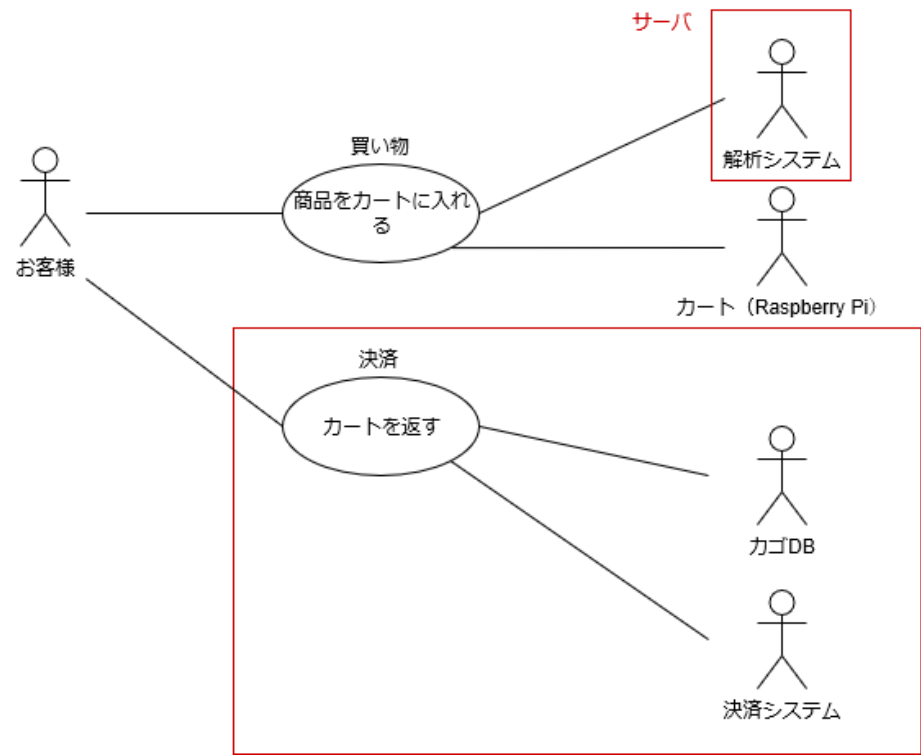 サーバ
解析システム
買い物
商品をカートに入れ
る
お客様
カート（Raspberry Pi）
決済
カートを返す
カゴDB
決済システム